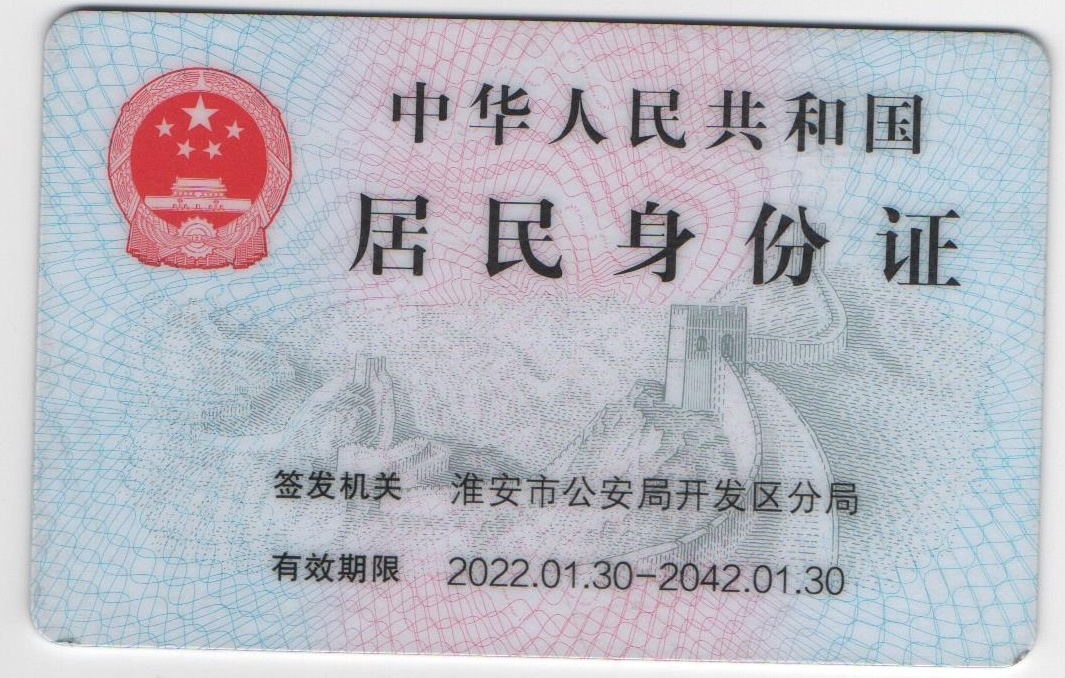 中华人民共和国
居民身份证
签发机关 淮安市公安局开发区分局
有效期限 2022.01.30-2042.01.30